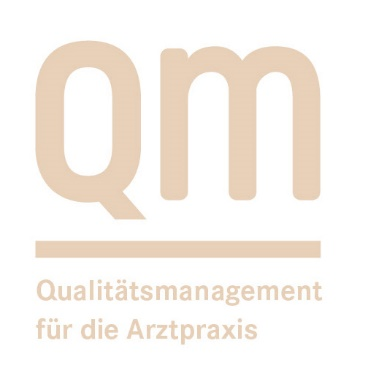 Qm
Qualitätsmanagement
für die Arztpraxis